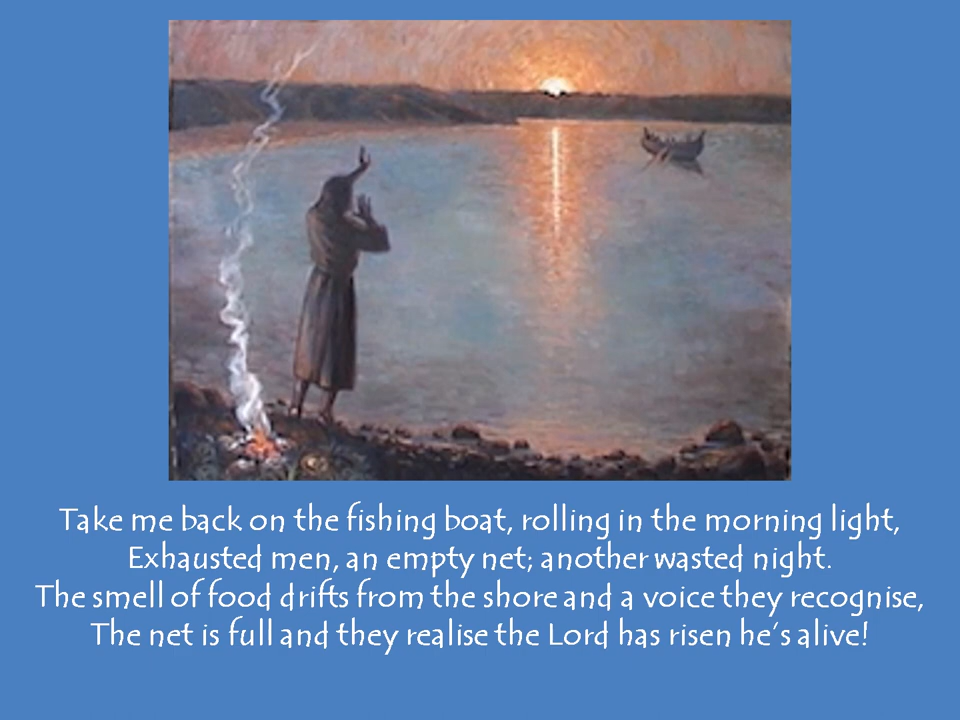 Take me back on the fishing boat, rolling in the morning light,
Exhausted men, an empty net; another wasted night.
The smell of food drifts from the shore and a voice they recognise,
The net is full and they realise the Lord has risen he's alive!